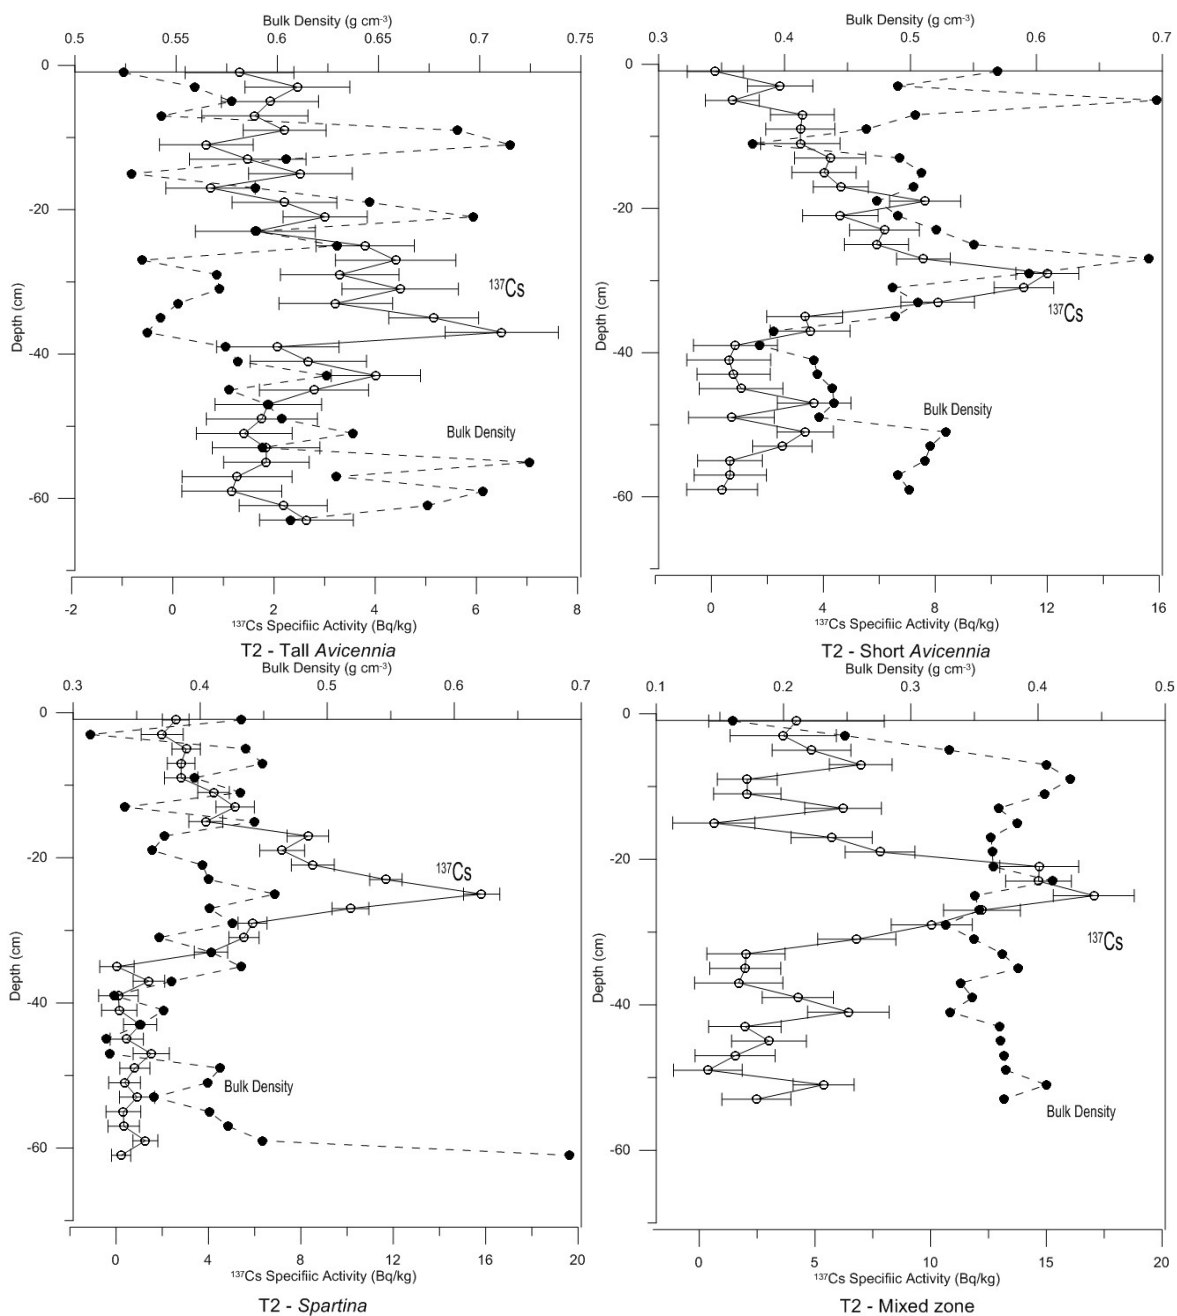 Bulk Density (g cm-3)
0.5 0.55 0.6 0.65 0.7 0.75
0
-20
-40
-60
Depth (cm)
137Cs
Bulk Density
-2 0 2 4 6 8
137Cs Specifiic Activity (Bq/kg)
T2 - Tall Avicennia
Bulk Density (g cm-3)
0.3 0.4 0.5 0.6 0.7
0
-20
-40
-60
Depth (cm)
137Cs
Bulk Density
0 4 8 12 16
137Cs Specifiic Activity (Bq/kg)
T2 - Short Avicennia
Bulk Density (g cm-3)
0.3 0.4 0.5 0.6 0.7
0
-20
-40
-60
Depth (cm)
137Cs
Bulk Density
0 4 8 12 16 20
137Cs Specifiic Activity (Bq/kg)
T2 - Spartina
Bulk Density (g cm-3)
0.1 0.2 0.3 0.4 0.5
0
-20
-40
-60
Depth (cm)
137Cs
Bulk Density
0 5 10 15 20
137Cs Specifiic Activity (Bq/kg)
T2 - Mixed zone